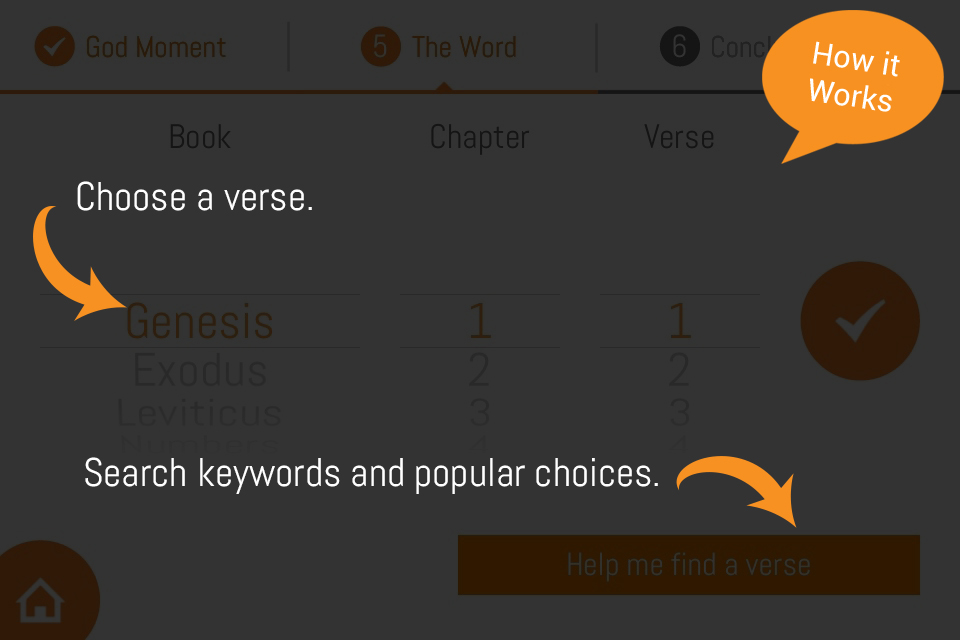 God Moment
5 The Word
6 Concl
How it
Works
Book Chapter Verse
Choose a verse.
Genesis 1 1
Exodus 2 2
Leviticus 3 3
Numbers 4 4
Search keywords and popular choices.
Help me find a verse